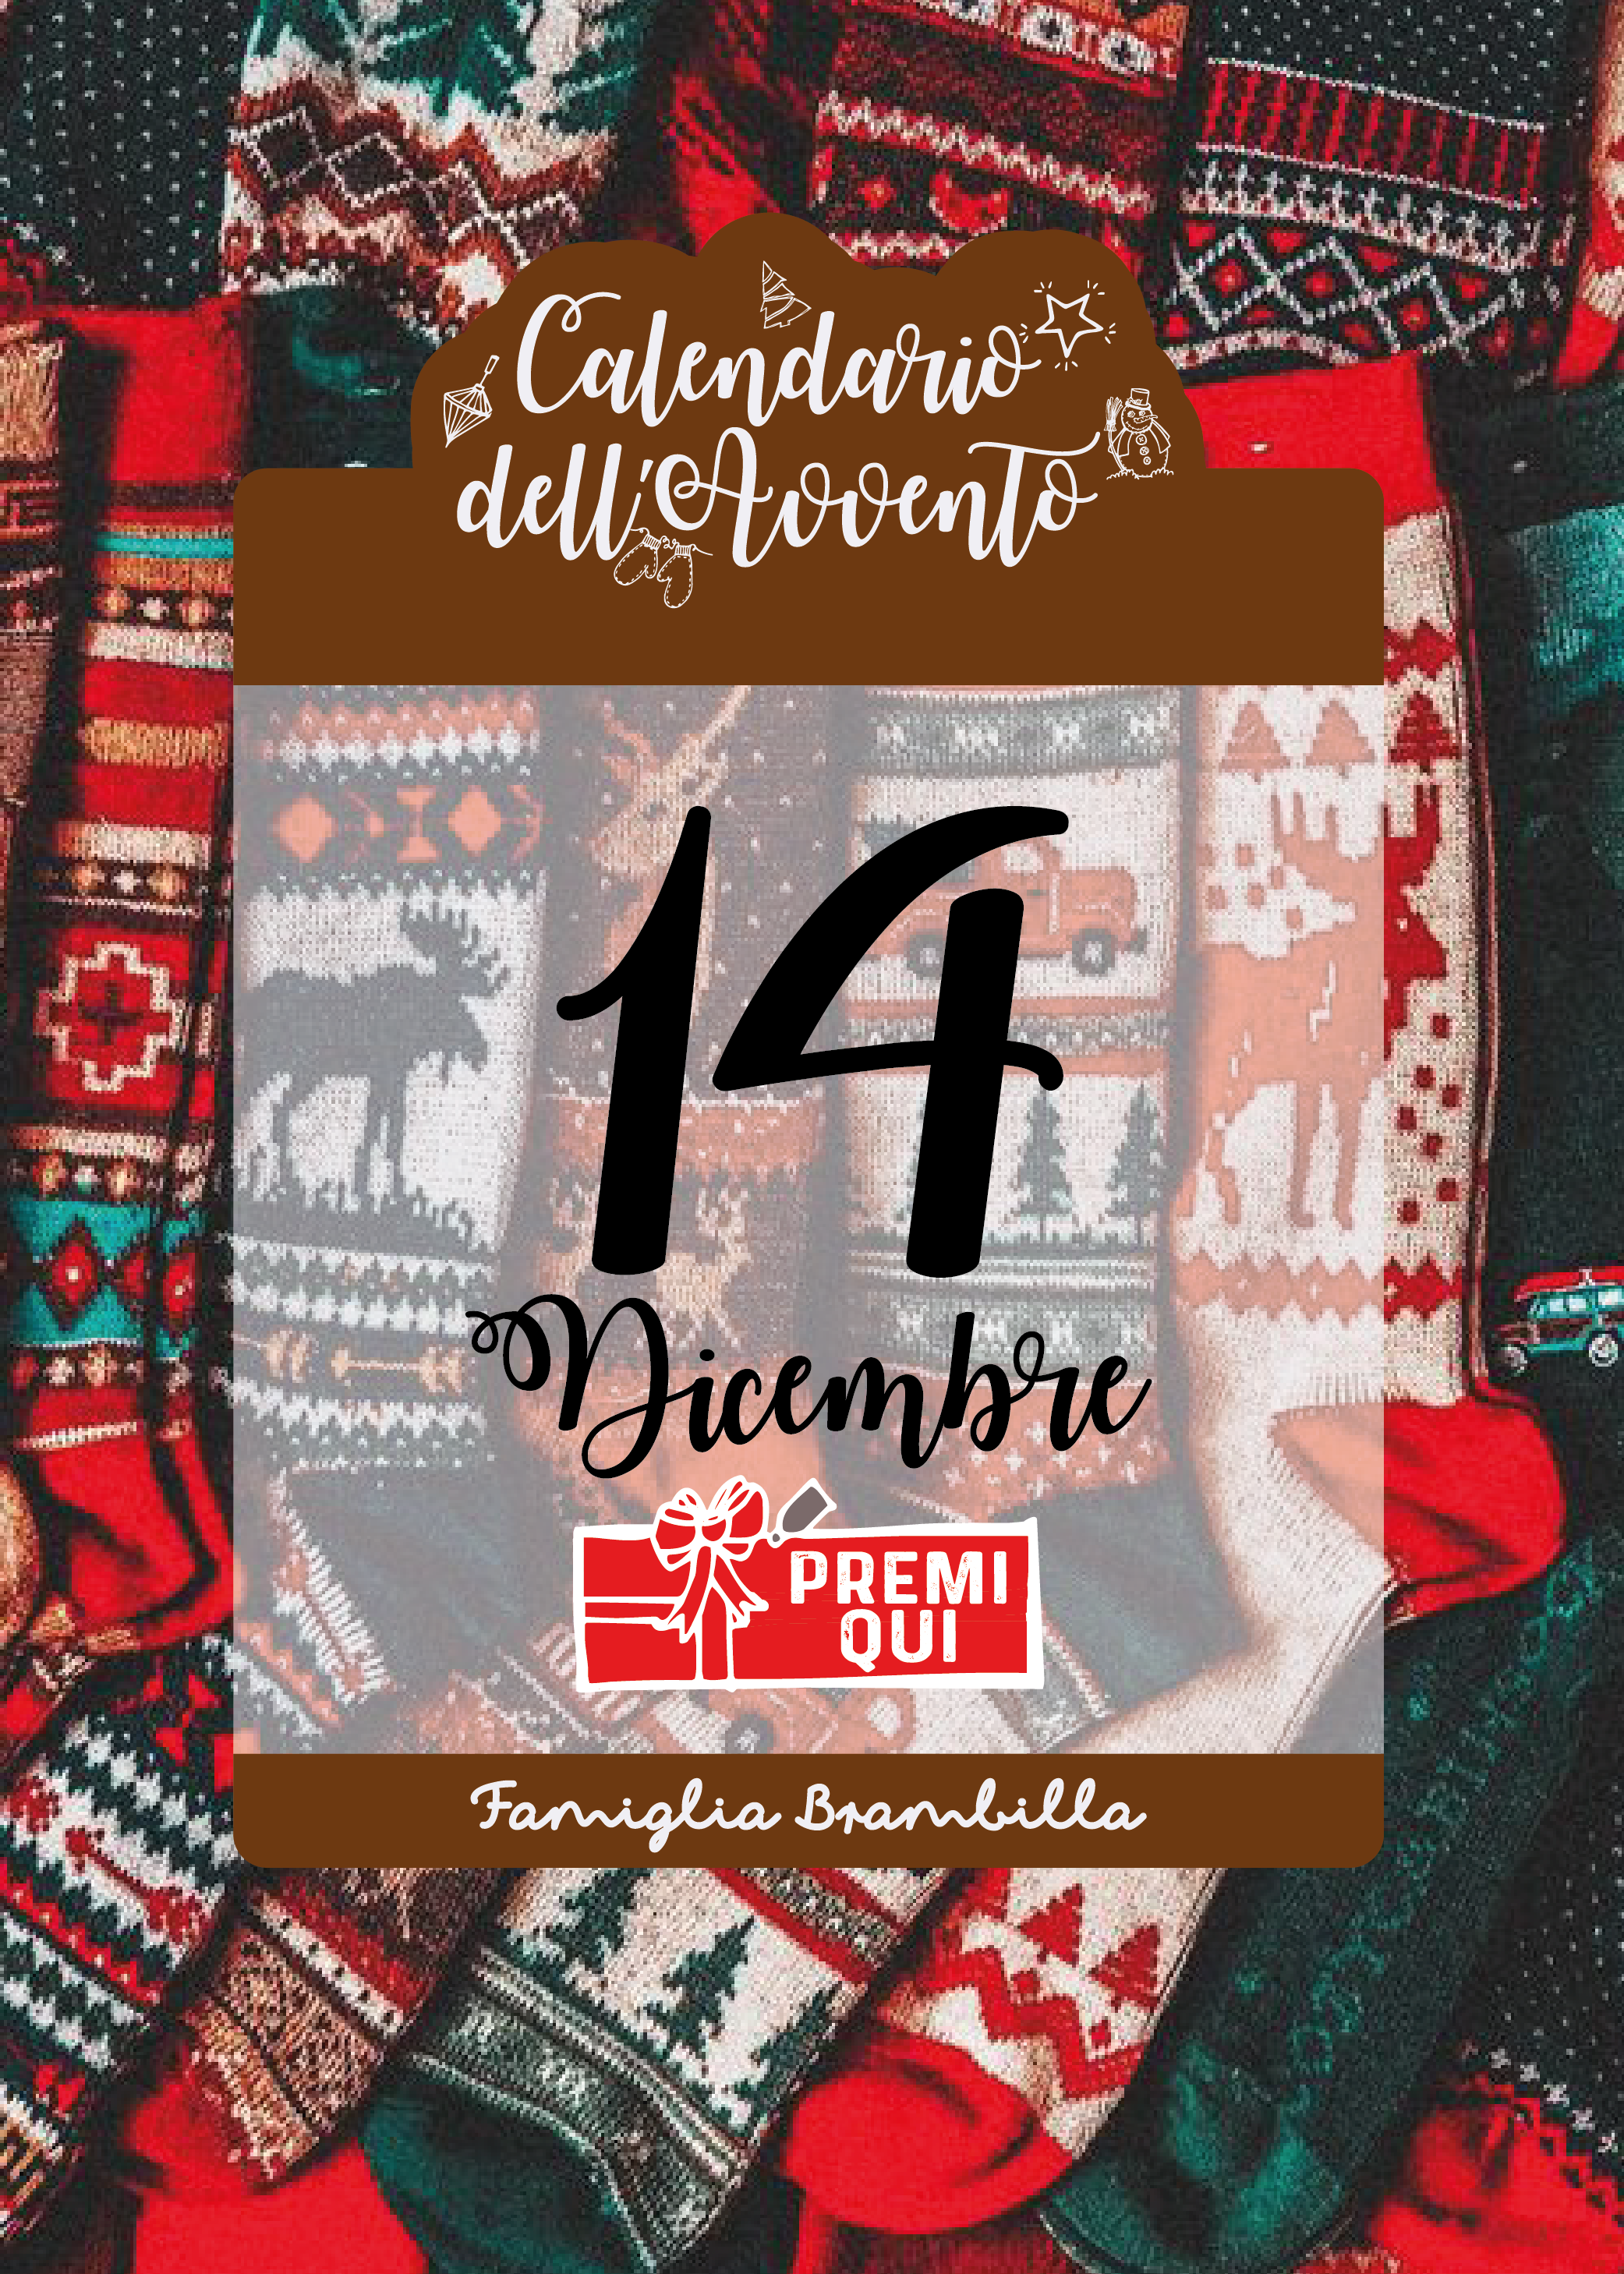 Calendario
dell'Avvento
14
Dicembre
PREMI
QUI
Famiglia Brambilla